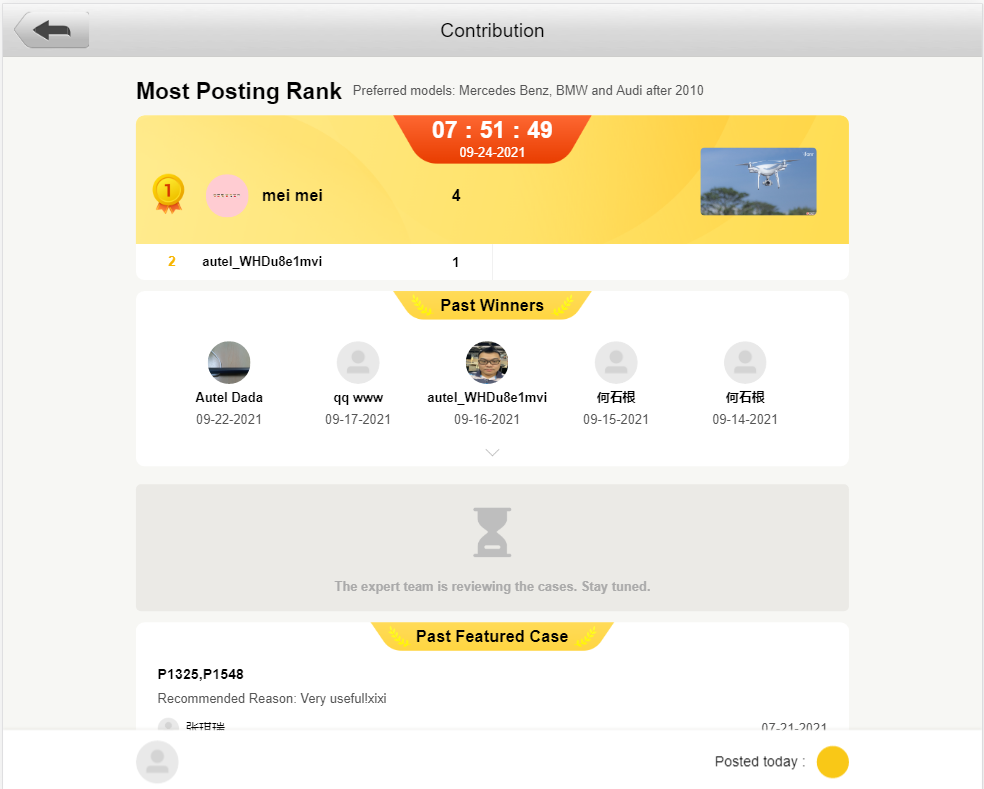 Contribution
Most Posting Rank Preferred models: Mercedes Benz, BMW and Audi after 2010
07 : 51 : 49
09-24-2021
1 mei mei 4
2 autel_WHDu8e1mvi 1
Past Winners
Autel Dada qq www autel_WHDu8e1mvi 何石根 何石根
09-22-2021 09-17-2021 09-16-2021 09-15-2021 09-14-2021
The expert team is reviewing the cases. Stay tuned.
Past Featured Case
P1325,P1548
Recommended Reason: Very useful!xixi
张琪瑞 07-21-2021
Posted today :